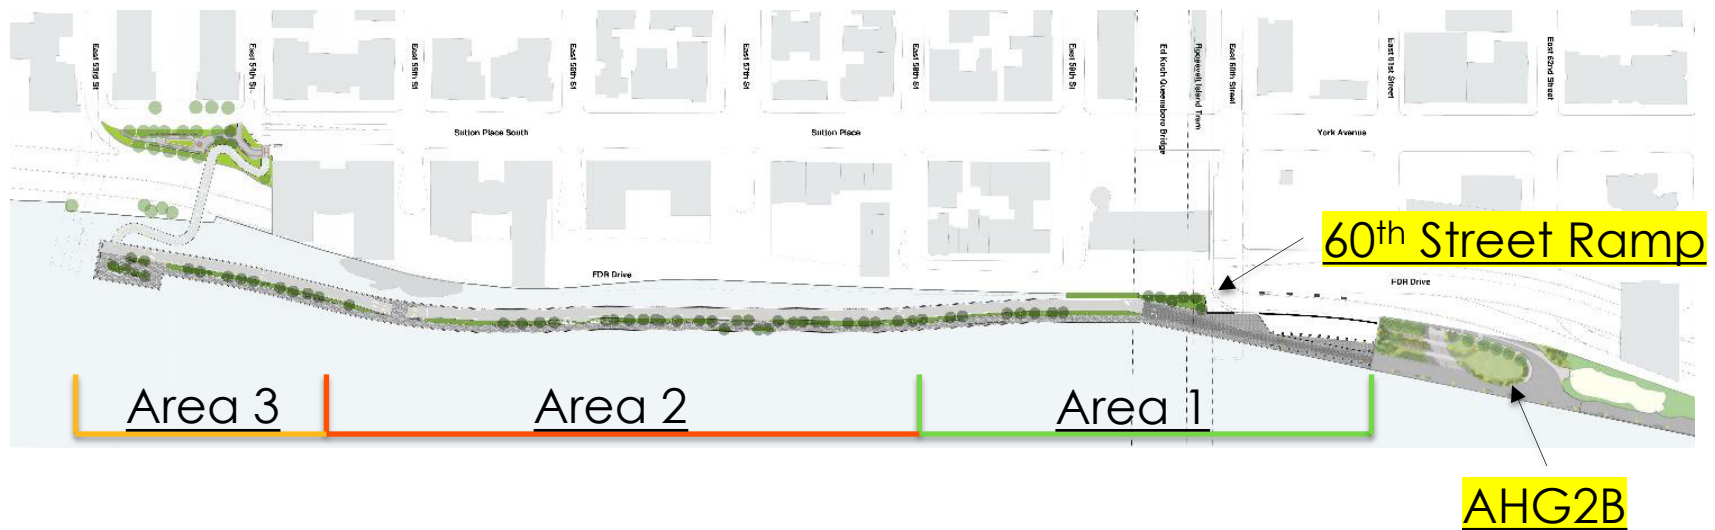 East 53rd St
East 54th St.
East 55th St
East 56th St
East 57th St
East 58th St
East 59th St
Ed Koch Queensboro Bridge
Roosevelt Island Tram
East 60th Street
East 61st Street
East 62nd Street
Sutton Place South
Sutton Place
York Avenue
60th Street Ramp
FDR Drive
FDR Drive
Area 3
Area 2
Area 1
AHG2B